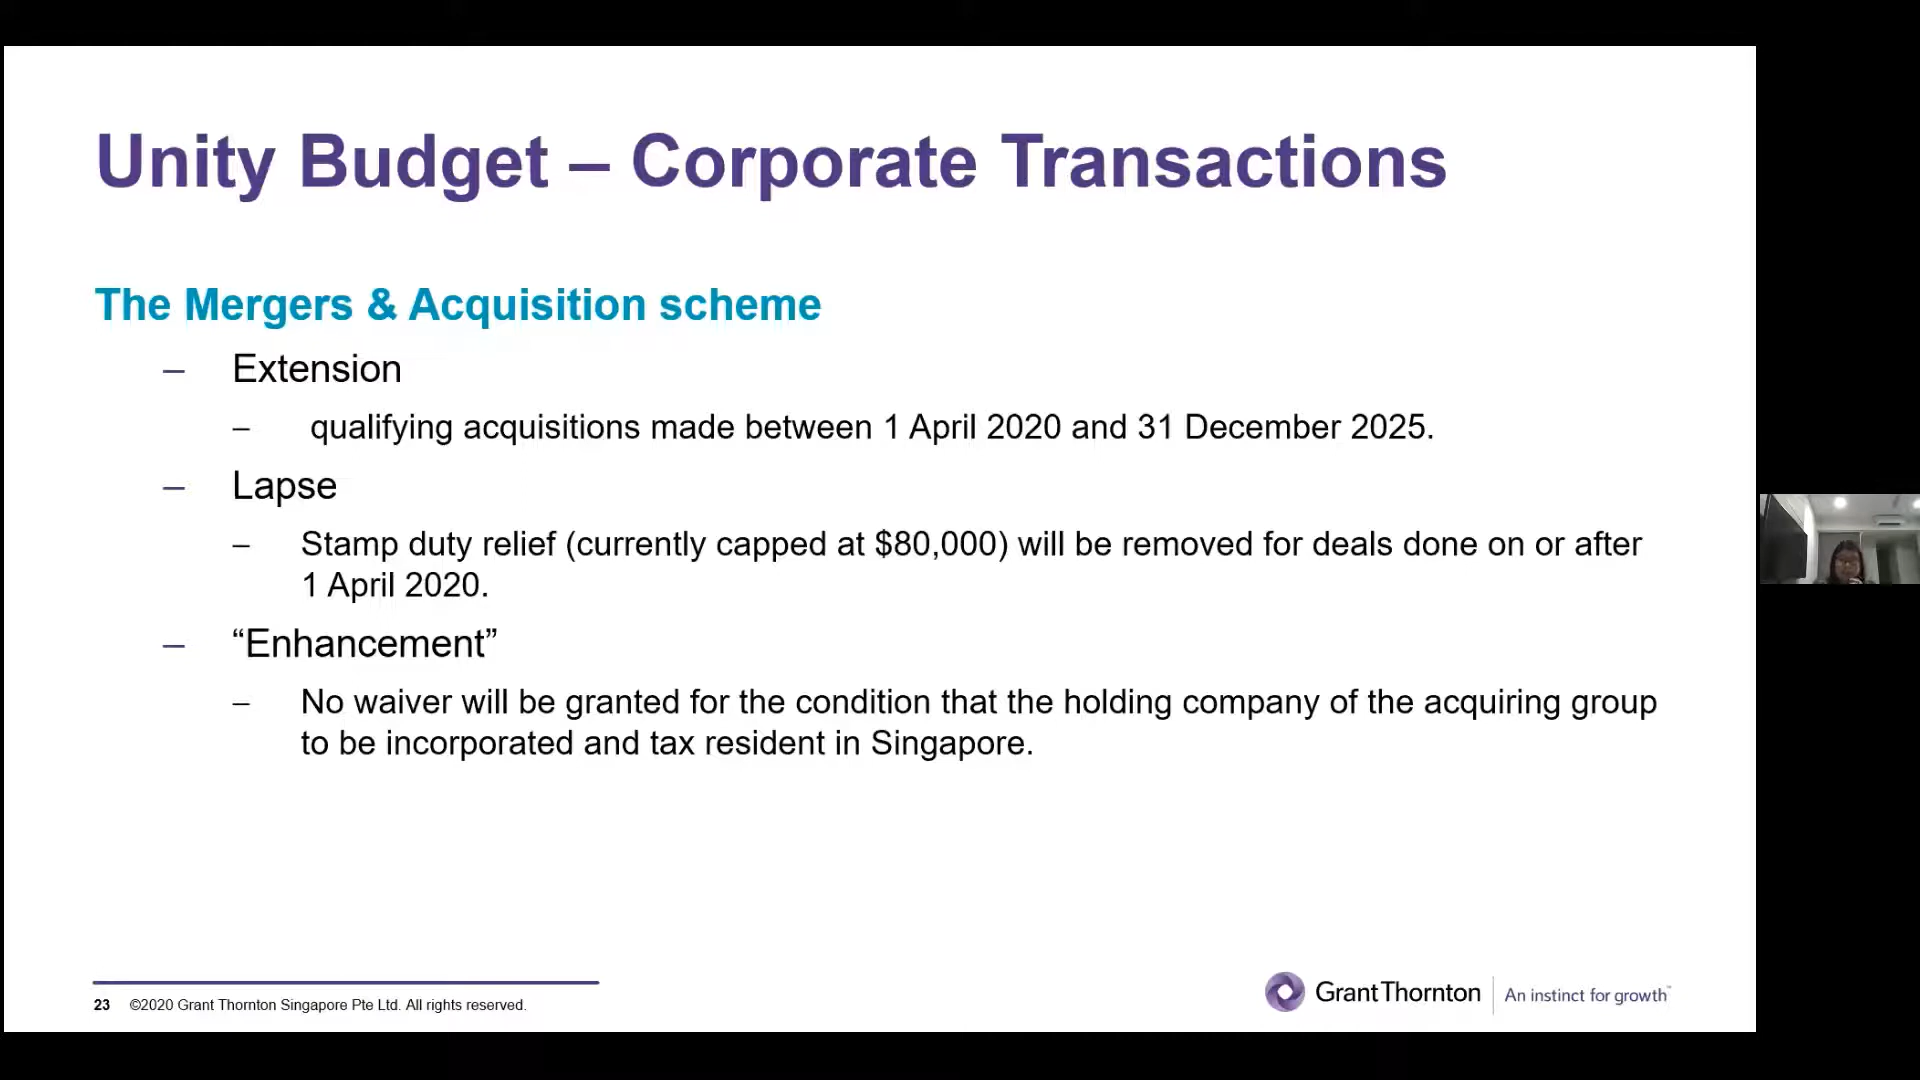 Unity Budget – Corporate Transactions
The Mergers & Acquisition scheme
– Extension
– qualifying acquisitions made between 1 April 2020 and 31 December 2025.
– Lapse
– Stamp duty relief (currently capped at $80,000) will be removed for deals done on or after
1 April 2020.
– “Enhancement”
– No waiver will be granted for the condition that the holding company of the acquiring group
to be incorporated and tax resident in Singapore.
23 ©2020 Grant Thornton Singapore Pte Ltd. All rights reserved.
Grant Thornton An instinct for growth™